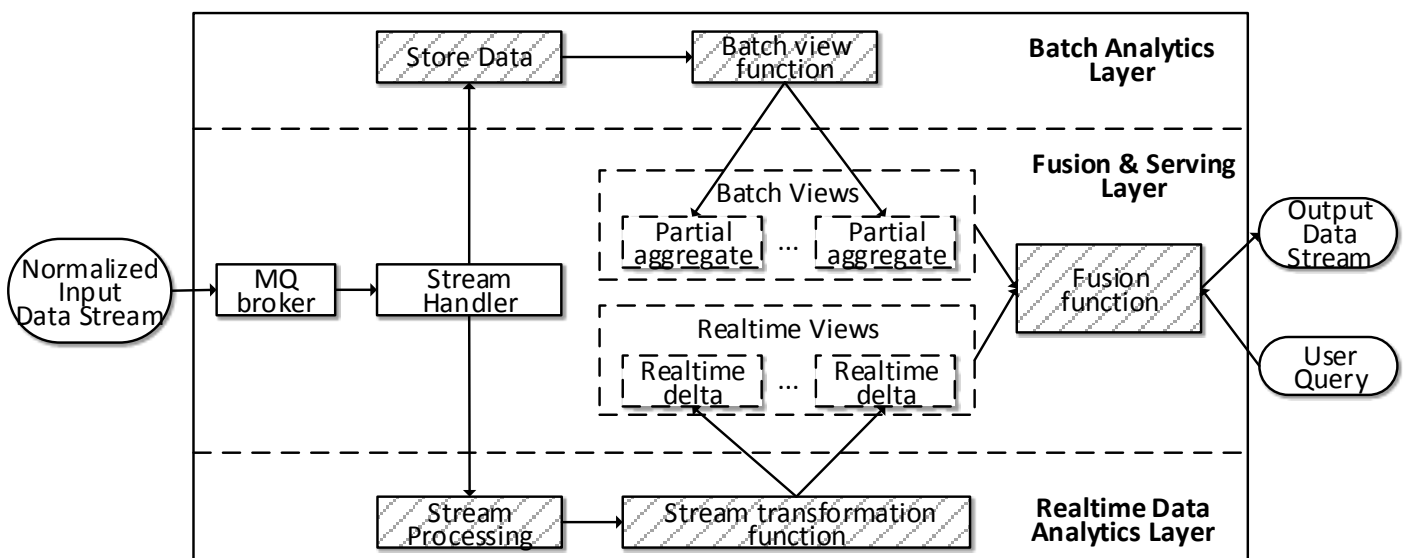 Store Data
Batch view
function
Batch Analytics
Layer
Fusion & Serving
Layer
Batch Views
Partial
aggregate
...
Partial
aggregate
Normalized
Input
Data Stream
MQ
broker
Stream
Handler
Fusion
function
Output
Data
Stream
User
Query
Realtime Views
Realtime
delta
...
Realtime
delta
Stream
Processing
Stream transformation
function
Realtime Data
Analytics Layer